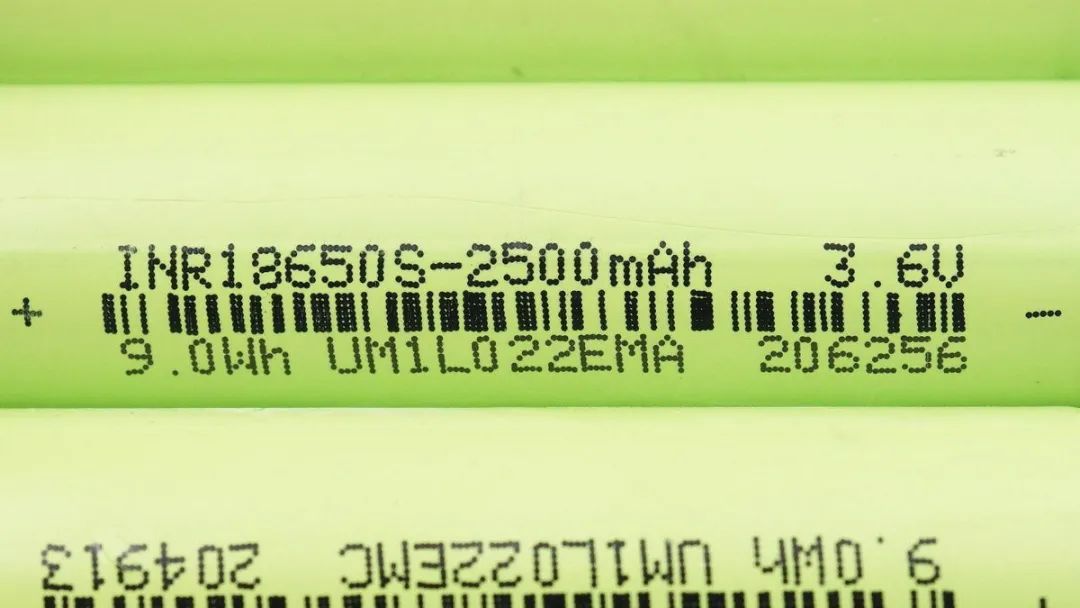 INR18650S-2500mAh 3.6V
+ -
9.0Wh UM1L022EMA 206256
9.0Wh UM1L022EMC 204913